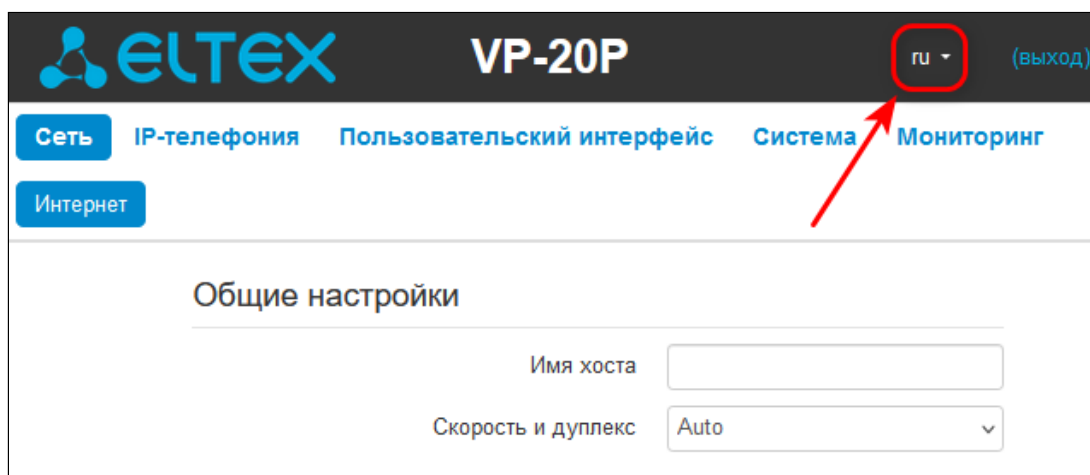 ELTEX VP-20P ru (выход)
Сеть IP-телефония Пользовательский интерфейс Система Мониторинг
Интернет
Общие настройки
Имя хоста
Скорость и дуплекс Auto